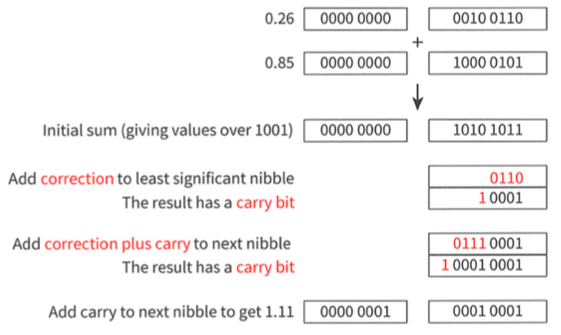 0.26 0000 0000 0010 0110
+
0.85 0000 0000 1000 0101
Initial sum (giving values over 1001) 0000 0000 1010 1011
Add correction to least significant nibble 0110
The result has a carry bit 1 0001
Add correction plus carry to next nibble 0111 0001
The result has a carry bit 1 0001 0001
Add carry to next nibble to get 1.11 0000 0001 0001 0001